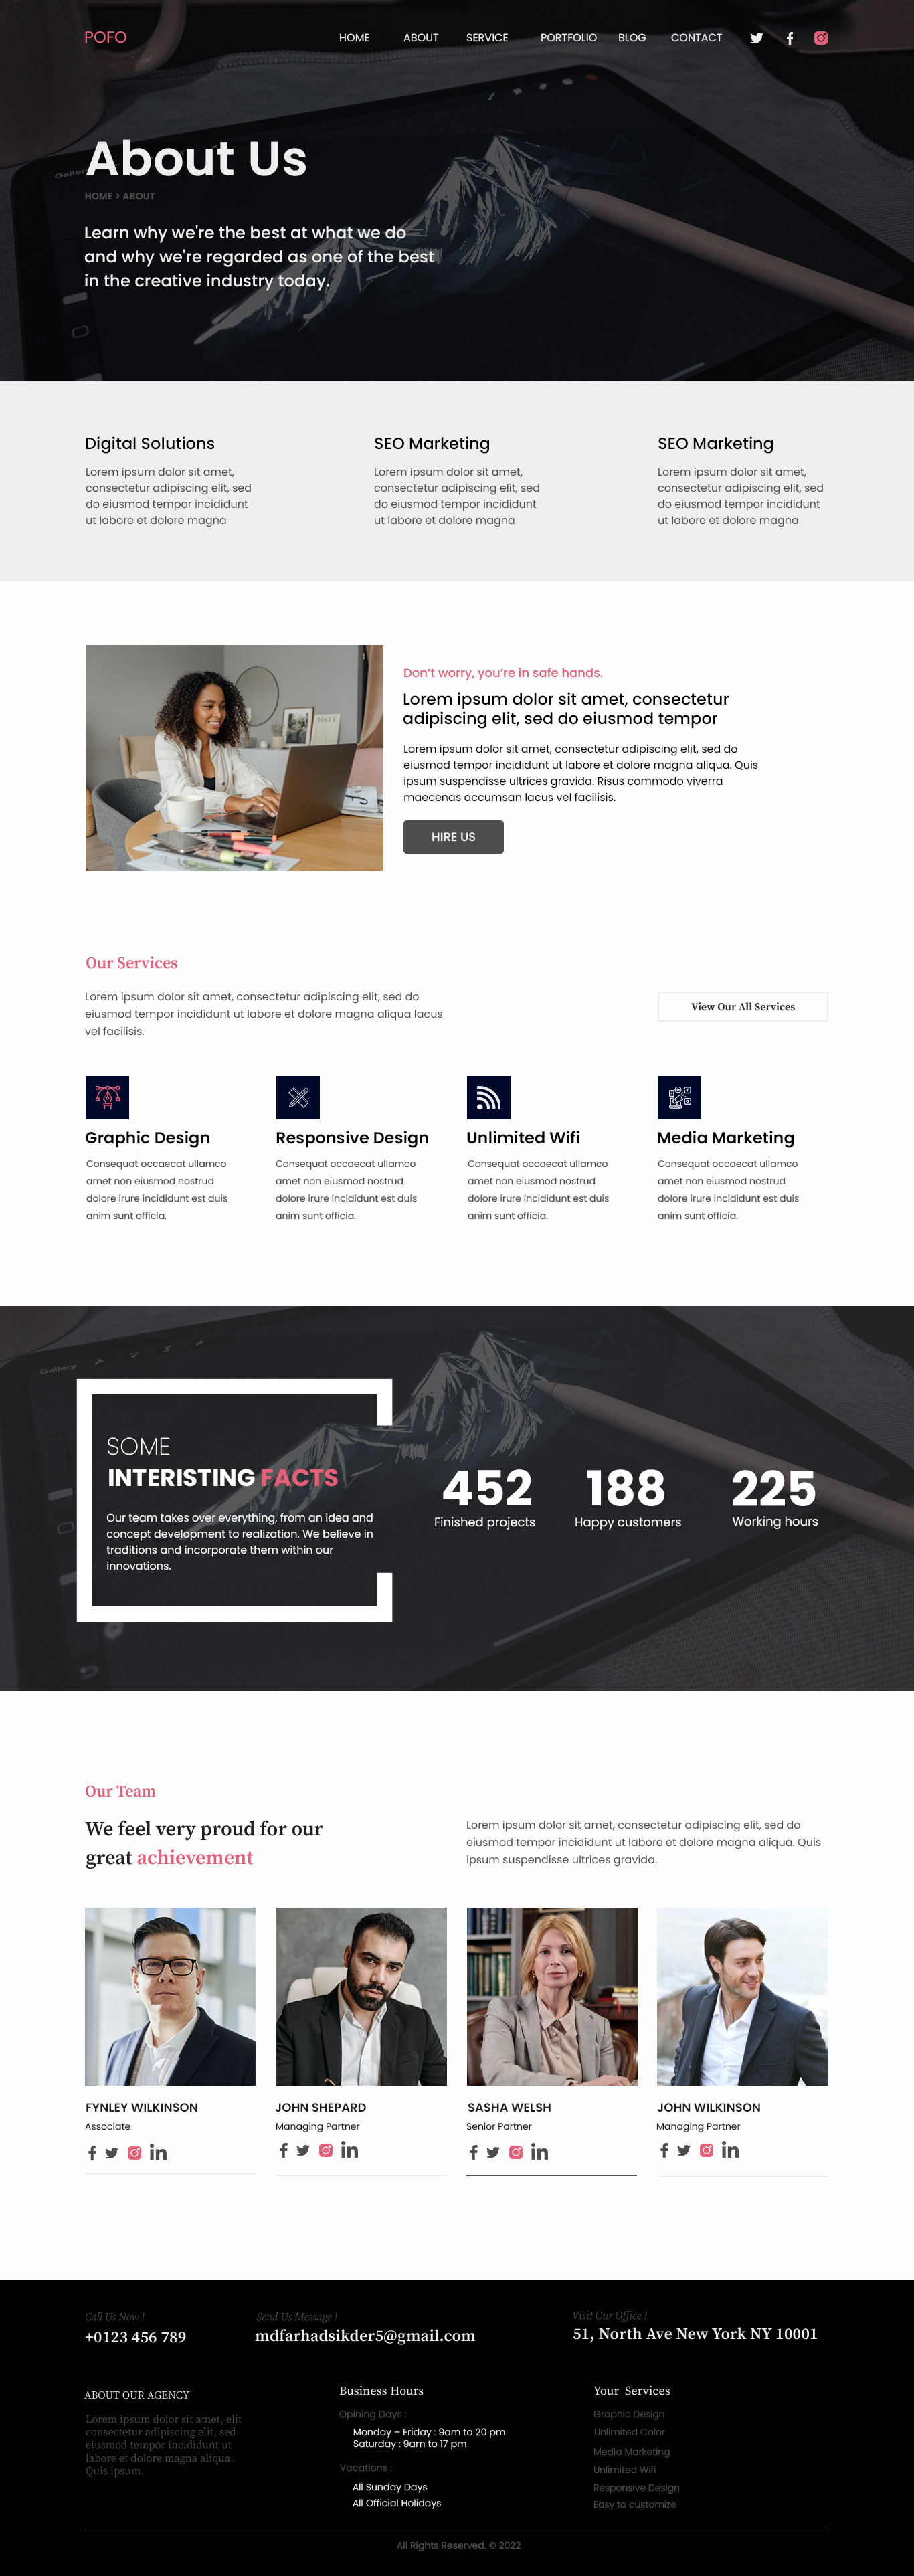 POFO
HOME ABOUT SERVICE PORTFOLIO BLOG CONTACT
Gallery
About Us
HOME > ABOUT
Learn why we're the best at what we do
and why we're regarded as one of the best
in the creative industry today.
Digital Solutions
Lorem ipsum dolor sit amet,
consectetur adipiscing elit, sed
do eiusmod tempor incididunt
ut labore et dolore magna
SEO Marketing
Lorem ipsum dolor sit amet,
consectetur adipiscing elit, sed
do eiusmod tempor incididunt
ut labore et dolore magna
SEO Marketing
Lorem ipsum dolor sit amet,
consectetur adipiscing elit, sed
do eiusmod tempor incididunt
ut labore et dolore magna
Don't worry, you're in safe hands.
Lorem ipsum dolor sit amet, consectetur
adipiscing elit, sed do eiusmod tempor
Lorem ipsum dolor sit amet, consectetur adipiscing elit, sed do
eiusmod tempor incididunt ut labore et dolore magna aliqua. Quis
ipsum suspendisse ultrices gravida. Risus commodo viverra
maecenas accumsan lacus vel facilisis.
HIRE US
Our Services
Lorem ipsum dolor sit amet, consectetur adipiscing elit, sed do
eiusmod tempor incididunt ut labore et dolore magna aliqua lacus
vel facilisis.
View Our All Services
Graphic Design
Consequat occaecat ullamco
amet non eiusmod nostrud
dolore irure incididunt est duis
anim sunt officia.
Responsive Design
Consequat occaecat ullamco
amet non eiusmod nostrud
dolore irure incididunt est duis
anim sunt officia.
Unlimited Wifi
Consequat occaecat ullamco
amet non eiusmod nostrud
dolore irure incididunt est duis
anim sunt officia.
Media Marketing
Consequat occaecat ullamco
amet non eiusmod nostrud
dolore irure incididunt est duis
anim sunt officia.
Gallery
SOME
INTERISTING FACTS
Our team takes over everything, from an idea and
concept development to realization. We believe in
traditions and incorporate them within our
innovations.
452
Finished projects
188
Happy customers
225
Working hours
Our Team
We feel very proud for our
great achievement
Lorem ipsum dolor sit amet, consectetur adipiscing elit, sed do
eiusmod tempor incididunt ut labore et dolore magna aliqua. Quis
ipsum suspendisse ultrices gravida.
FYNLEY WILKINSON
Associate
JOHN SHEPARD
Managing Partner
SASHA WELSH
Senior Partner
JOHN WILKINSON
Managing Partner
Call Us Now !
+0123 456 789
Send Us Message !
mdfarhadsikder5@gmail.com
Visit Our Office !
51, North Ave New York NY 10001
ABOUT OUR AGENCY
Lorem ipsum dolor sit amet, elit
consectetur adipiscing elit, sed
eiusmod tempor incididunt ut
labore et dolore magna aliqua.
Quis ipsum.
Business Hours
Opining Days :
Monday – Friday : 9am to 20 pm
Saturday : 9am to 17 pm
Vacations :
All Sunday Days
All Official Holidays
Your Services
Graphic Design
Unlimited Color
Media Marketing
Unlimited Wifi
Responsive Design
Easy to customize
All Rights Reserved. © 2022